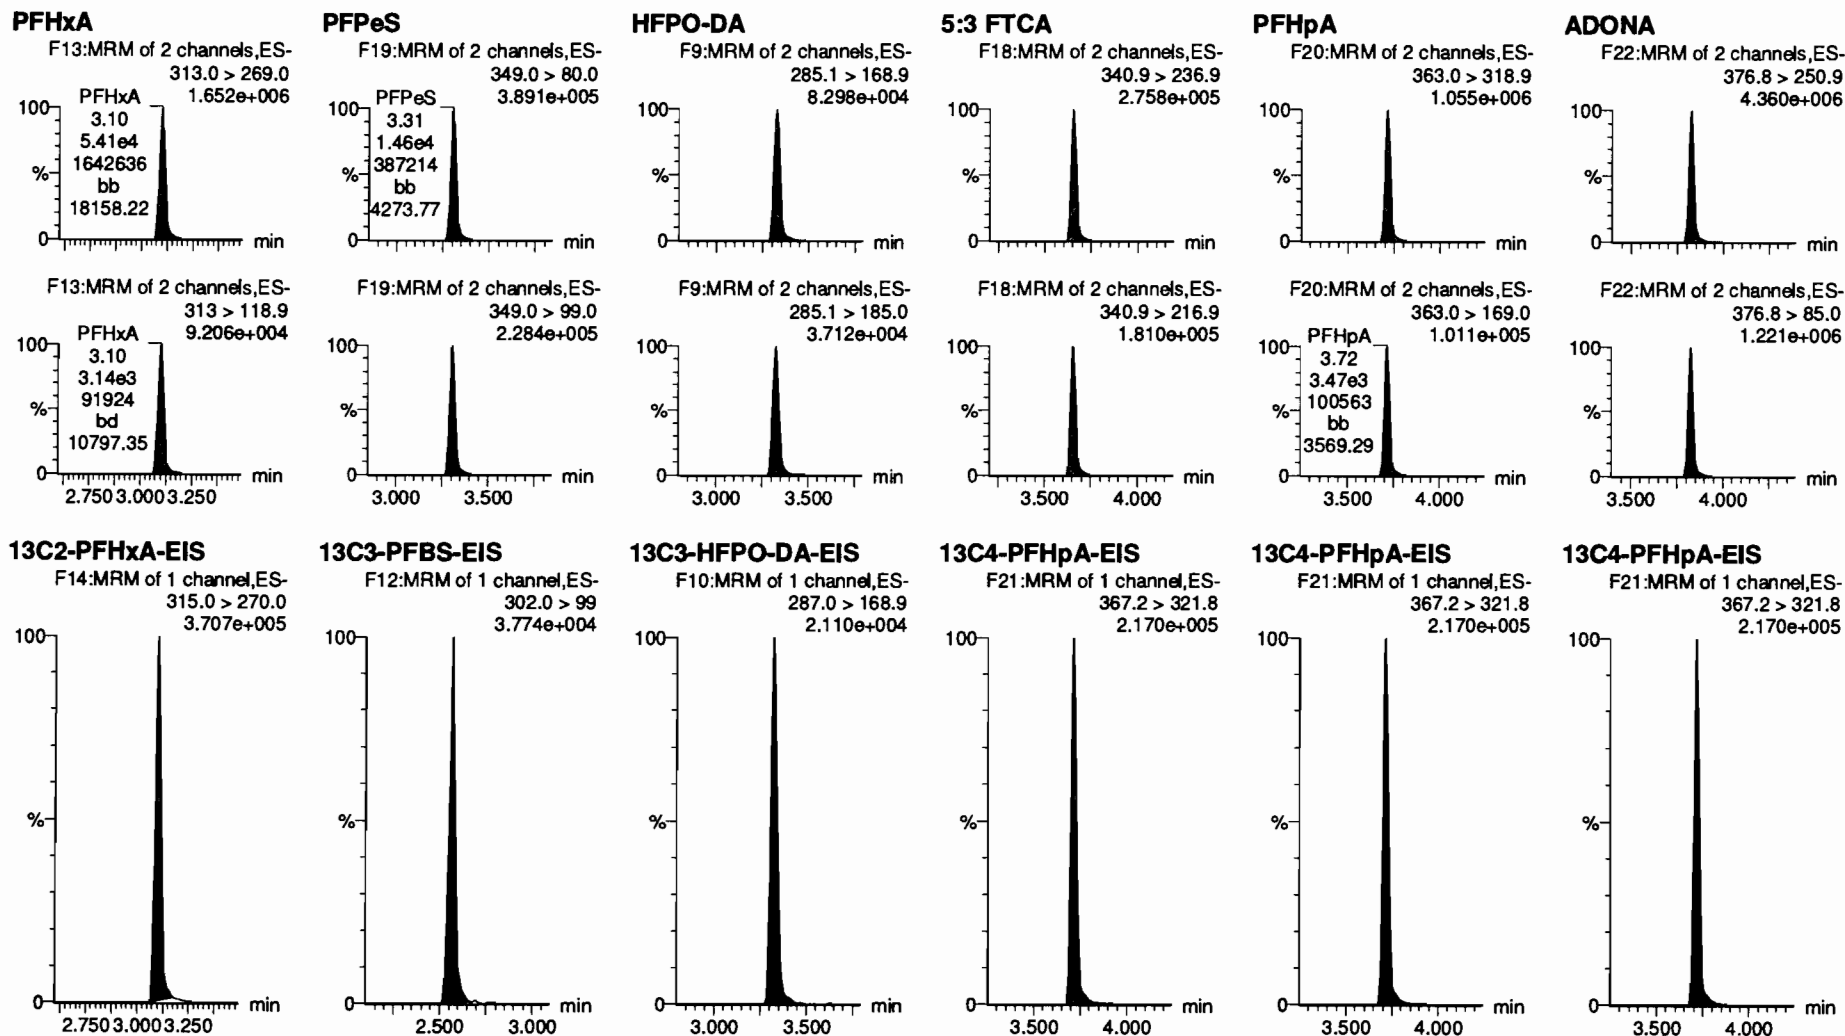 PFHxA
F13:MRM of 2 channels,ES-
313.0 > 269.0
1.652e+006
100
PFHxA
3.10
5.41e4
1642636
bb
18158.22
%
0
min
PFPeS
F19:MRM of 2 channels,ES-
349.0 > 80.0
3.891e+005
100
PFPeS
3.31
1.46e4
387214
bb
4273.77
%
0
min
HFPO-DA
F9:MRM of 2 channels,ES-
285.1 > 168.9
8.298e+004
100
%
0
min
5:3 FTCA
F18:MRM of 2 channels,ES-
340.9 > 236.9
2.758e+005
100
%
0
min
PFHpA
F20:MRM of 2 channels,ES-
363.0 > 318.9
1.055e+006
100
%
0
min
ADONA
F22:MRM of 2 channels,ES-
376.8 > 250.9
4.360e+006
100
%
0
min
F13:MRM of 2 channels,ES-
313 > 118.9
9.206e+004
100
PFHxA
3.10
3.14e3
91924
bd
10797.35
%
0
min
2.750 3.000 3.250
F19:MRM of 2 channels,ES-
349.0 > 99.0
2.284e+005
100
%
0
min
3.000 3.500
F9:MRM of 2 channels,ES-
285.1 > 185.0
3.712e+004
100
%
0
min
3.000 3.500
F18:MRM of 2 channels,ES-
340.9 > 216.9
1.810e+005
100
%
0
min
3.500 4.000
F20:MRM of 2 channels,ES-
363.0 > 169.0
1.011e+005
100
PFHpA
3.72
3.47e3
100563
bb
3569.29
%
0
min
3.500 4.000
F22:MRM of 2 channels,ES-
376.8 > 85.0
1.221e+006
100
%
0
min
3.500 4.000
13C2-PFHxA-EIS
F14:MRM of 1 channel,ES-
315.0 > 270.0
3.707e+005
100
%
0
min
2.750 3.000 3.250
13C3-PFBS-EIS
F12:MRM of 1 channel,ES-
302.0 > 99
3.774e+004
100
%
0
min
2.500 3.000
13C3-HFPO-DA-EIS
F10:MRM of 1 channel,ES-
287.0 > 168.9
2.110e+004
100
%
0
min
3.000 3.500
13C4-PFHpA-EIS
F21:MRM of 1 channel,ES-
367.2 > 321.8
2.170e+005
100
%
0
min
3.500 4.000
13C4-PFHpA-EIS
F21:MRM of 1 channel,ES-
367.2 > 321.8
2.170e+005
100
%
0
min
3.500 4.000
13C4-PFHpA-EIS
F21:MRM of 1 channel,ES-
367.2 > 321.8
2.170e+005
100
%
0
min
3.500 4.000